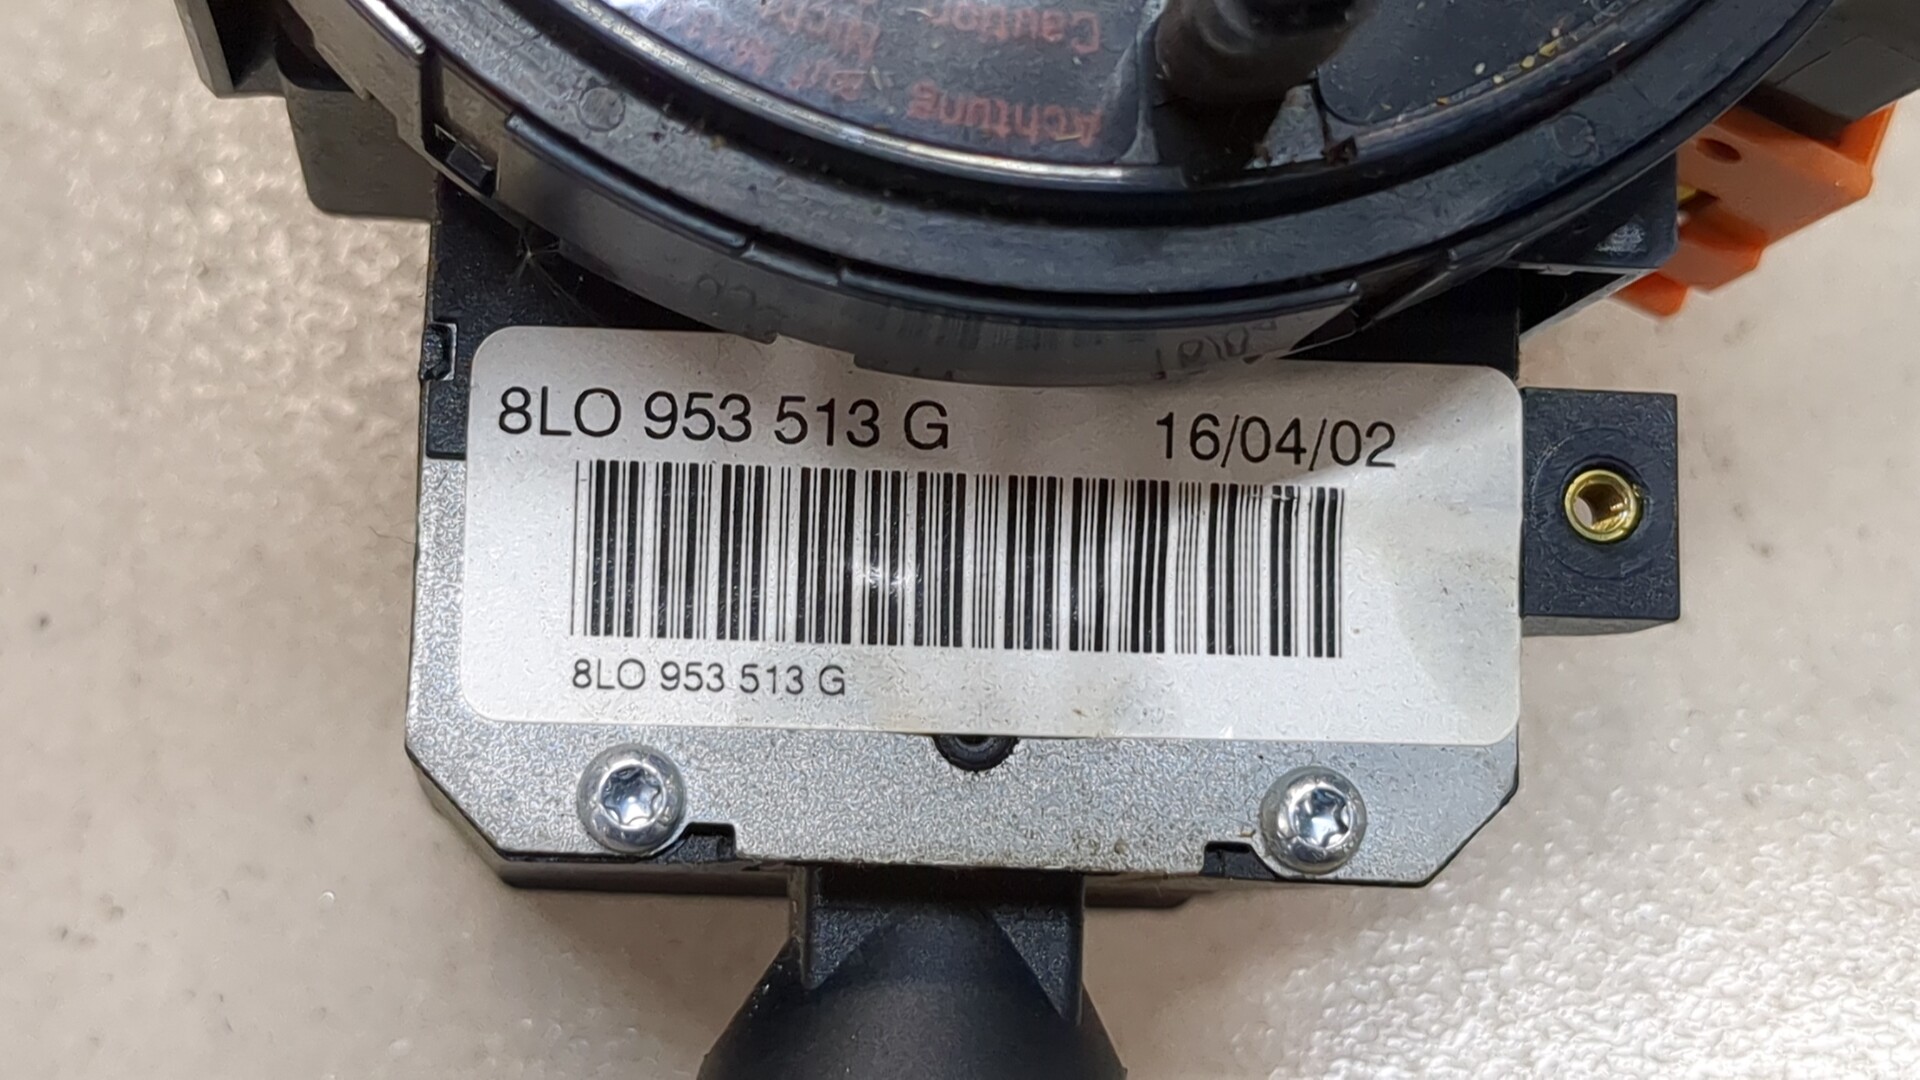 Caution
Achtung
8LO 953 513 G
16/04/02
8LO 953 513 G